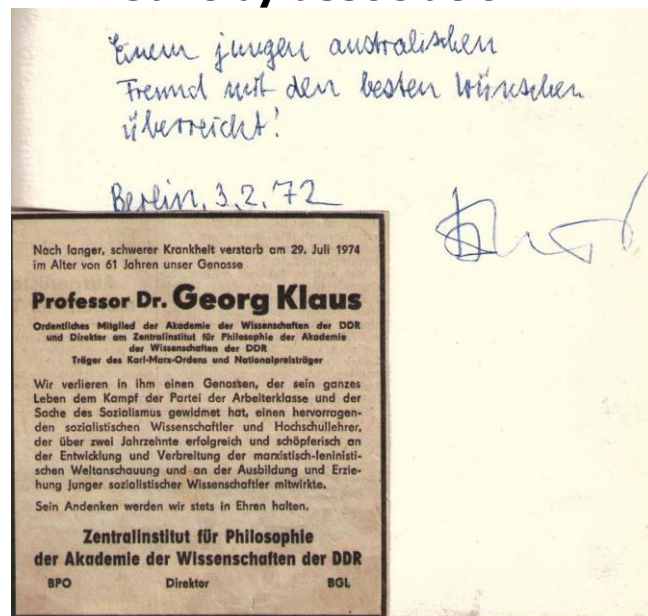 Einem jungen australischen
Freund mit den besten Wünschen
überreicht!
Berlin, 3.2.72
Nach langer, schwerer Krankheit verstarb am 29. Juli 1974
im Alter von 61 Jahren unser Genosse
Professor Dr. Georg Klaus
Ordentliches Mitglied der Akademie der Wissenschaften der DDR
und Direktor am Zentralinstitut für Philosophie der Akademie
der Wissenschaften der DDR
Träger des Karl-Marx-Ordens und Nationalpreisträger
Wir verlieren in ihm einen Genossen, der sein ganzes
Leben dem Kampf der Partei der Arbeiterklasse und der
Sache des Sozialismus gewidmet hat, einen hervorragen-
den sozialistischen Wissenschaftler und Hochschullehrer,
der über zwei Jahrzehnte erfolgreich und schöpferisch an
der Entwicklung und Verbreitung der marxistisch-leninisti-
schen Weltanschauung und an der Ausbildung und Erzie-
hung junger sozialistischer Wissenschaftler mitwirkte.
Sein Andenken werden wir stets in Ehren halten.
Zentralinstitut für Philosophie
der Akademie der Wissenschaften der DDR
BPO Direktor BGL